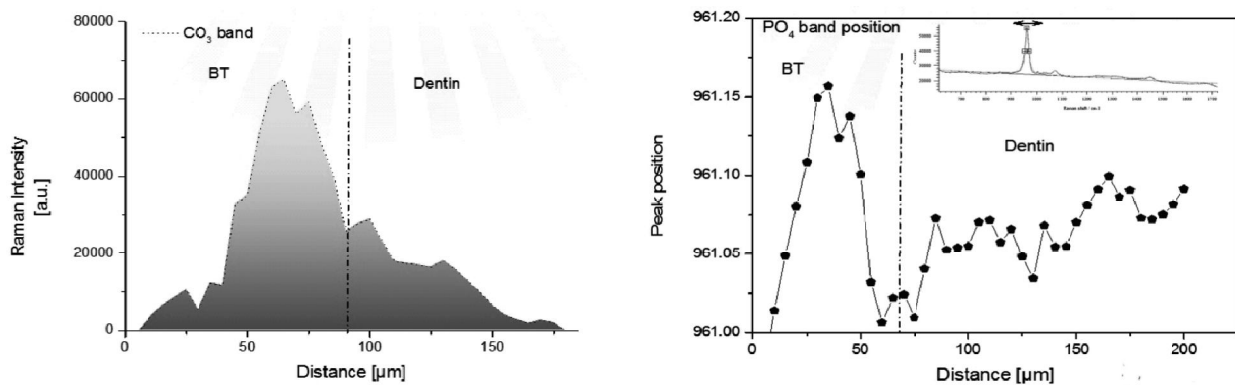 80000
60000
40000
20000
0
Raman Intensity
[a.u.]
CO₃ band
BT
Dentin
0
50
100
150
Distance [µm]
961.20
961.15
961.10
961.05
961.00
Peak position
PO₄ band position
BT
Dentin
0
50
100
150
200
Distance [µm]